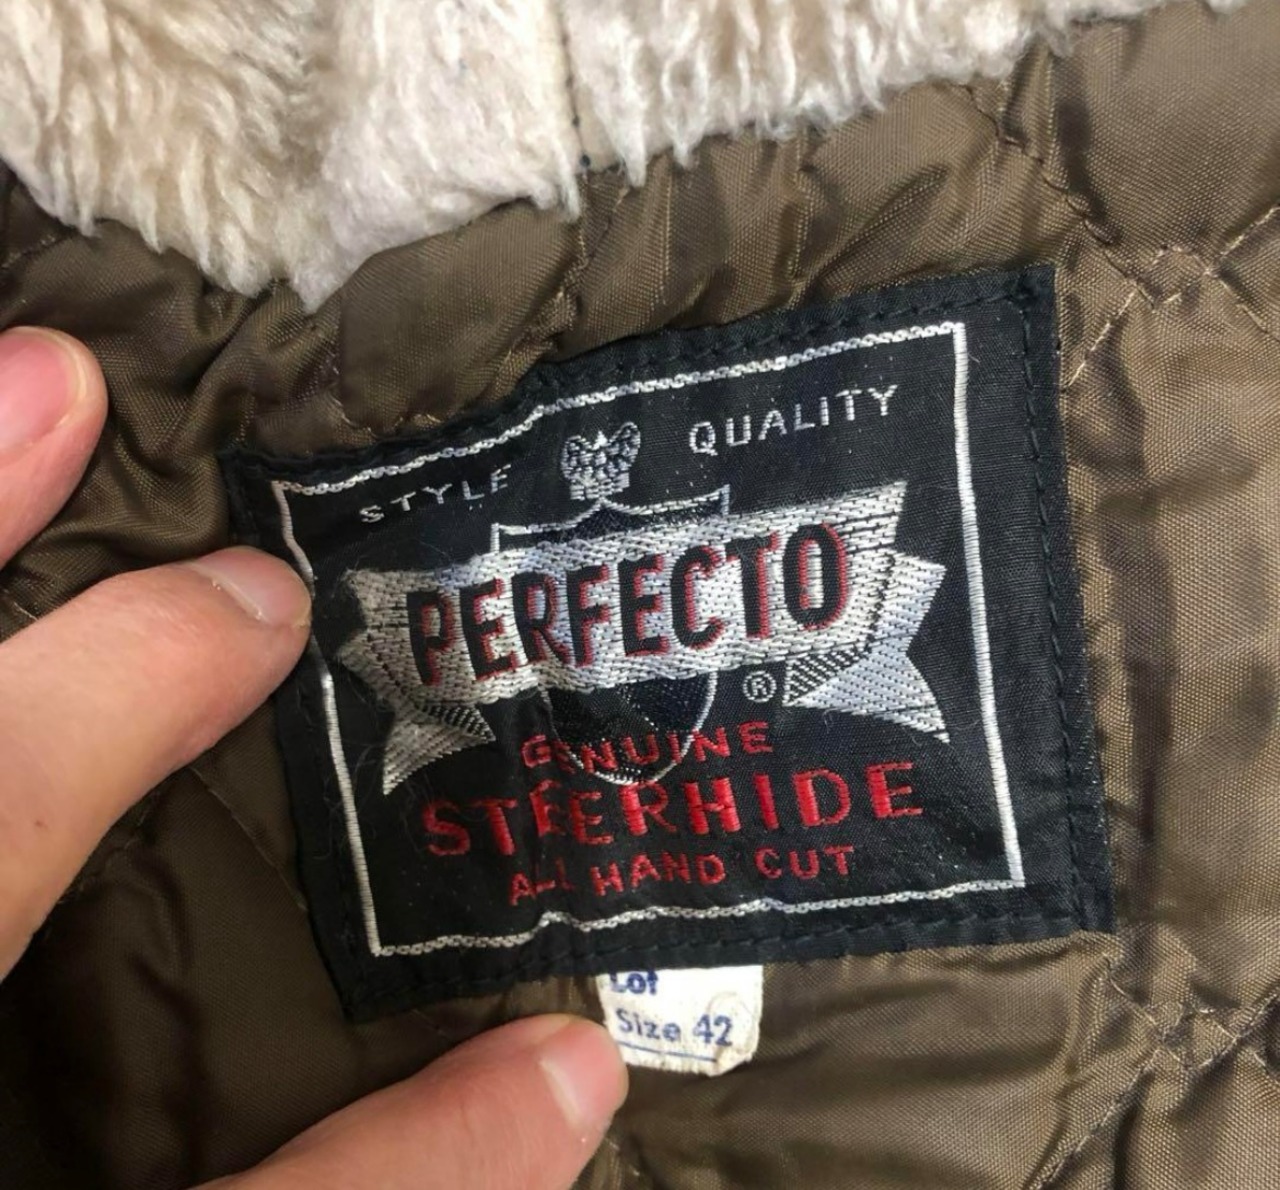 STYLE QUALITY
PERFECTO
®
GENUINE
STEERHIDE
ALL HAND CUT
Lot
Size 42